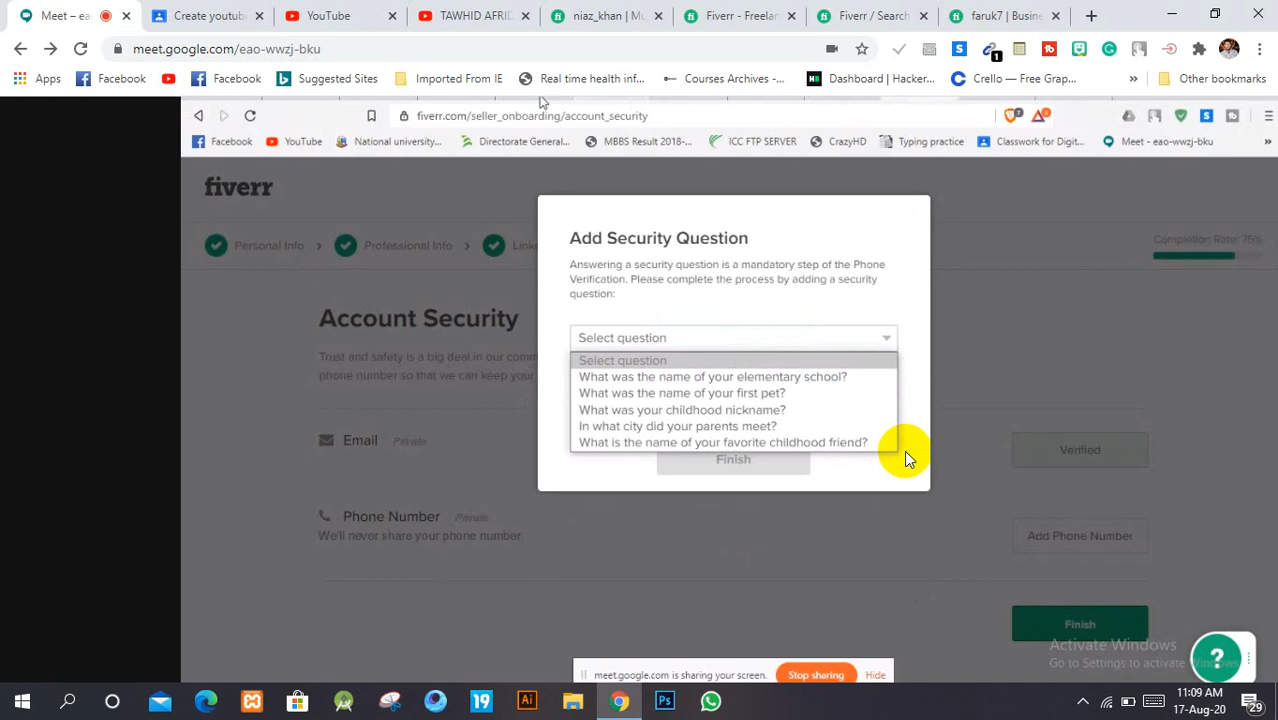 Meet – ea
Create youtub
YouTube
TAWHID AFRID
niaz_khan | Mu
Fiverr - Freelan
Fiverr / Search
faruk7 | Busine
meet.google.com/eao-wwzj-bku
1
Apps
Facebook
Facebook
Suggested Sites
Imported From IE
Real time health inf...
Courses Archives -...
Dashboard | Hacker...
Crello — Free Grap...
»
Other bookmarks
fiverr.com/seller_onboarding/account_security
Facebook
YouTube
National university...
Directorate General...
MBBS Result 2018-...
ICC FTP SERVER
CrazyHD
Typing practice
Classwork for Digit...
Meet – eao-wwzj-bku
»
fiverr
Personal Info
Professional Info
Link
Completion Rate: 75%
Add Security Question
Answering a security question is a mandatory step of the Phone
Verification. Please complete the process by adding a security
question:
Select question
Select question
What was the name of your elementary school?
What was the name of your first pet?
What was your childhood nickname?
In what city did your parents meet?
What is the name of your favorite childhood friend?
Finish
Account Security
Trust and safety is a big deal in our comm
phone number so that we can keep your
Email Private
Verified
Phone Number Private
We'll never share your phone number.
Add Phone Number
Finish
Activate Windows
Go to Settings to activate Windows.
?
meet.google.com is sharing your screen.
Stop sharing
Hide
19
Ai
Ps
11:09 AM
17-Aug-20
29